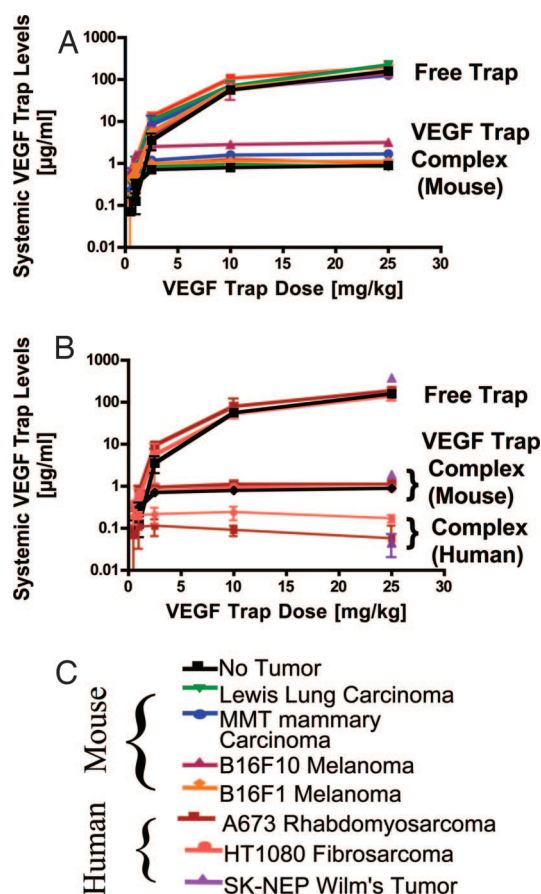 A
Systemic VEGF Trap Levels
[µg/ml]
1000
100
10
1
0.1
0.01
0
5
10
15
20
25
30
VEGF Trap Dose [mg/kg]
Free Trap
VEGF Trap
Complex
(Mouse)
B
Systemic VEGF Trap Levels
[µg/ml]
1000
100
10
1
0.1
0.01
0
5
10
15
20
25
30
VEGF Trap Dose [mg/kg]
Free Trap
VEGF Trap
Complex
(Mouse)
Complex
(Human)
C
Mouse
No Tumor
Lewis Lung Carcinoma
MMT mammary
Carcinoma
B16F10 Melanoma
B16F1 Melanoma
Human
A673 Rhabdomyosarcoma
HT1080 Fibrosarcoma
SK-NEP Wilm's Tumor